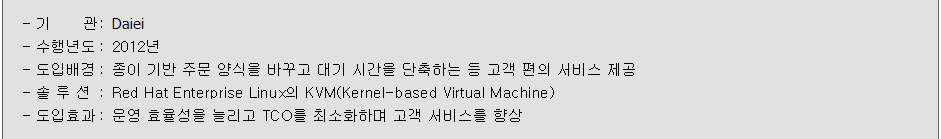 - 기 관 : Daiei
- 수행년도 : 2012년
- 도입배경 : 종이 기반 주문 양식을 바꾸고 대기 시간을 단축하는 등 고객 편의 서비스 제공
- 솔 루 션 : Red Hat Enterprise Linux의 KVM(Kernel-based Virtual Machine)
- 도입효과 : 운영 효율성을 늘리고 TCO를 최소화하며 고객 서비스를 향상